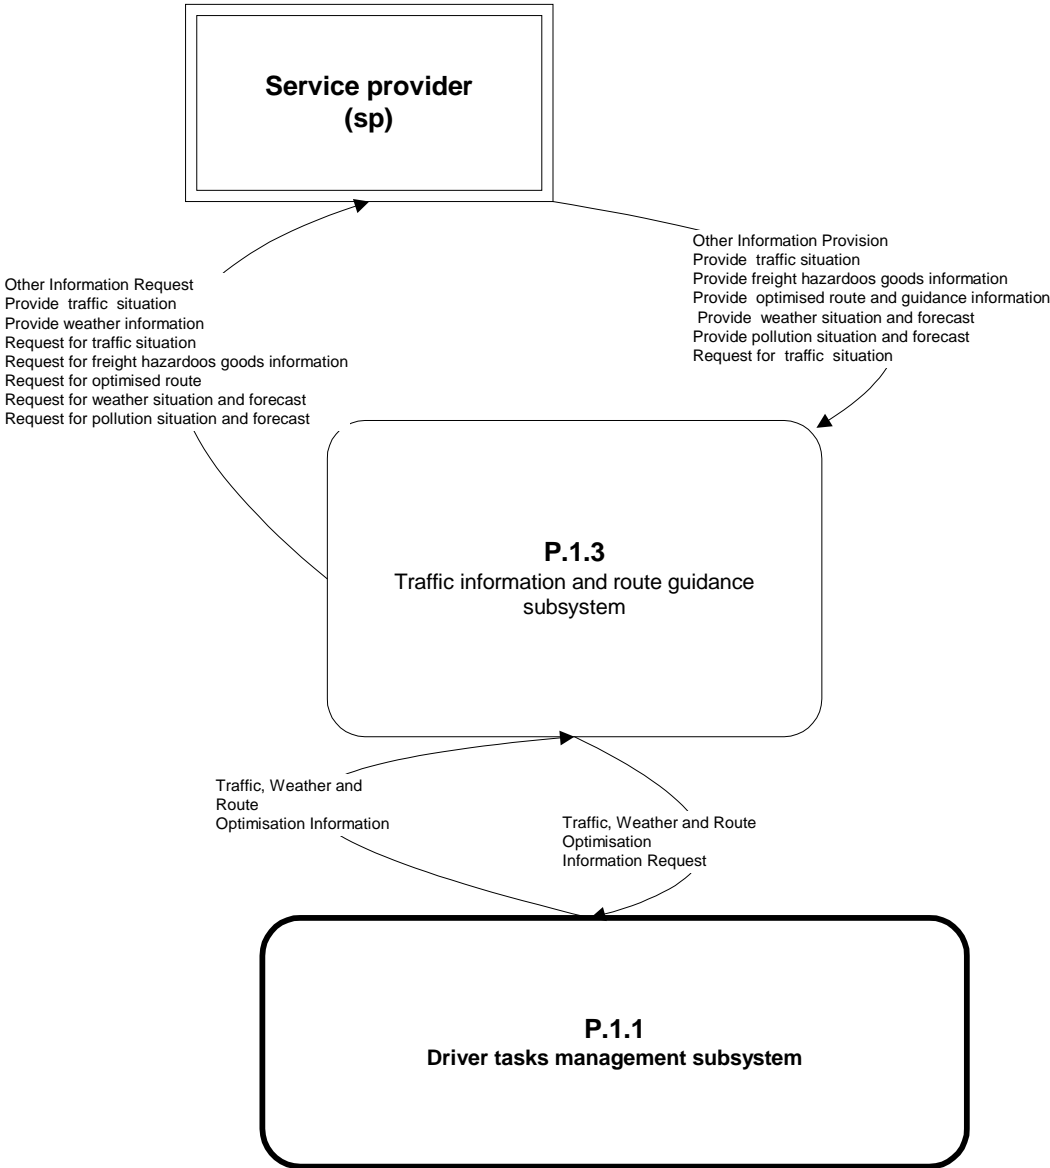 Service provider
(sp)
Other Information Provision
Provide traffic situation
Provide freight hazardoos goods information
Provide optimised route and guidance information
Provide weather situation and forecast
Provide pollution situation and forecast
Request for traffic situation
Other Information Request
Provide traffic situation
Provide weather information
Request for traffic situation
Request for freight hazardoos goods information
Request for optimised route
Request for weather situation and forecast
Request for pollution situation and forecast
P.1.3
Traffic information and route guidance
subsystem
Traffic, Weather and
Route
Optimisation Information
Traffic, Weather and Route
Optimisation
Information Request
P.1.1
Driver tasks management subsystem